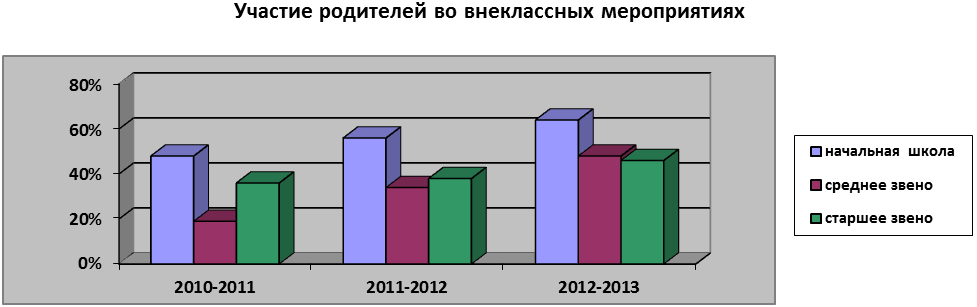 Участие родителей во внеклассных мероприятиях
80%
60%
40%
20%
0%
2010-2011 2011-2012 2012-2013
начальная школа
среднее звено
старшее звено